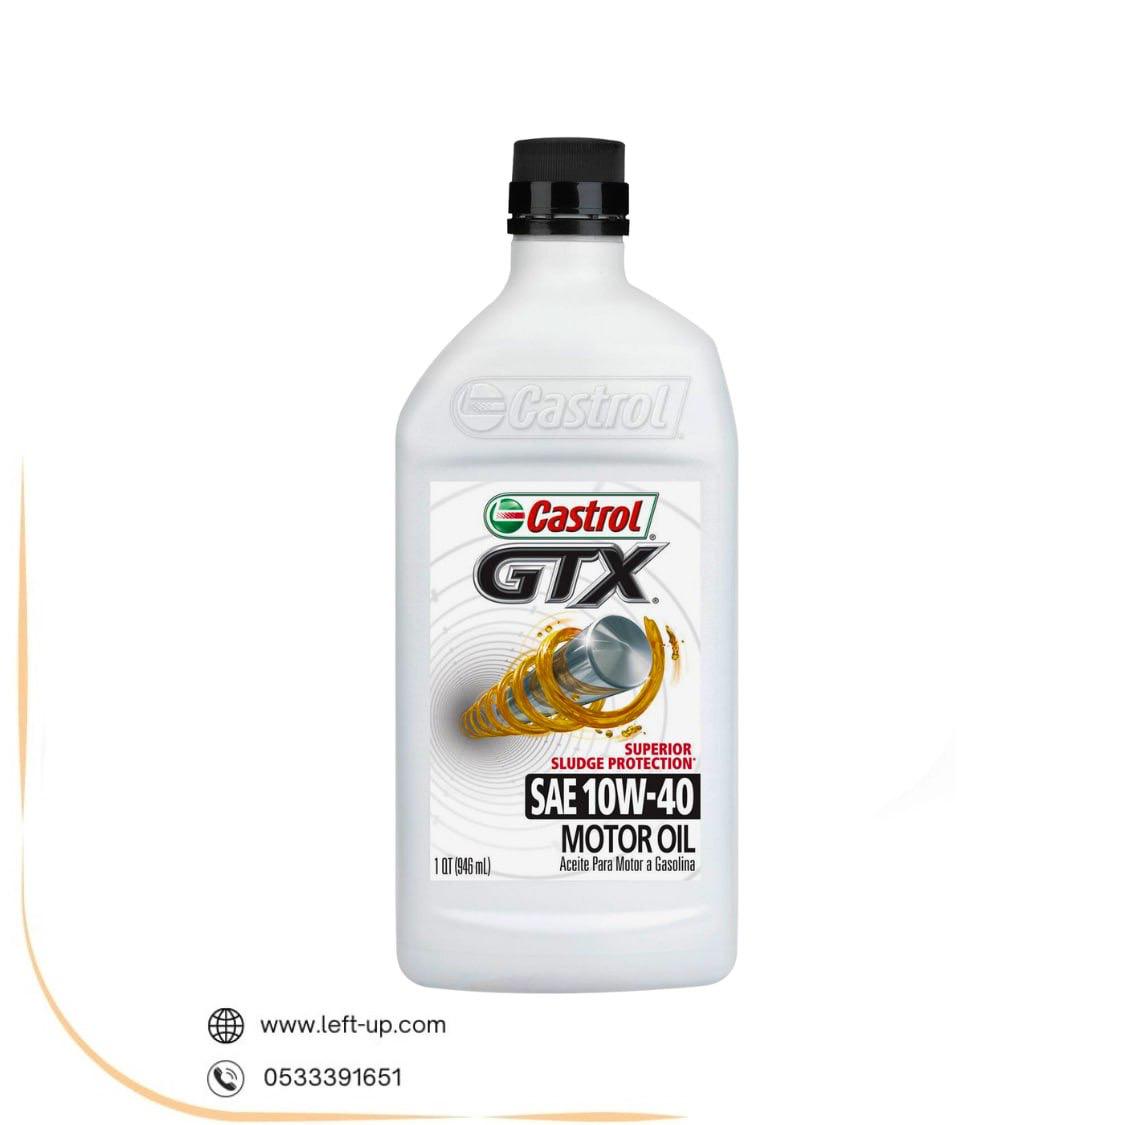 Castrol
Castrol
GTX
SUPERIOR
SLUDGE PROTECTION*
SAE 10W-40
MOTOR OIL
1 QT (946 mL) Aceite Para Motor a Gasolina
www.left-up.com
0533391651